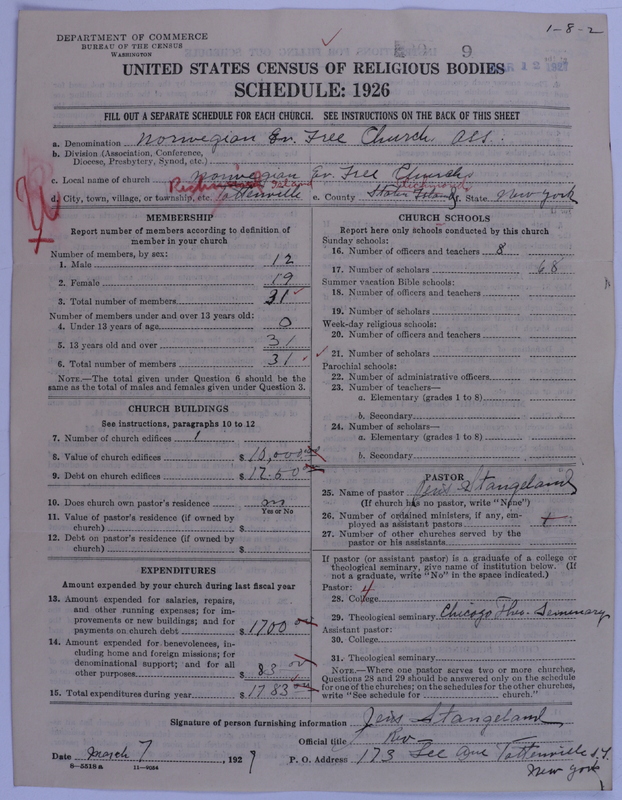 1-8-2
DEPARTMENT OF COMMERCE
BUREAU OF THE CENSUS
WASHINGTON
9
12
UNITED STATES CENSUS OF RELIGIOUS BODIES
SCHEDULE: 1926
FILL OUT A SEPARATE SCHEDULE FOR EACH CHURCH. SEE INSTRUCTIONS ON THE BACK OF THIS SHEET
a. Denomination Norwegian Ev. Free Church Ass.
b. Division (Association, Conference, Diocese, Presbytery, Synod, etc.)
c. Local name of church Norwegian Ev. Free Church
Richmond
d. City, town, village, or township, etc. Tottenville e. County Staten Island f. State New York
MEMBERSHIP
Report number of members according to definition of member in your church
Number of members, by sex:
1. Male 12
2. Female 19
3. Total number of members 31
Number of members under and over 13 years old:
4. Under 13 years of age 0
5. 13 years old and over 31
6. Total number of members 31
NOTE.—The total given under Question 6 should be the same as the total of males and females given under Question 3.
CHURCH BUILDINGS
See instructions, paragraphs 10 to 12
7. Number of church edifices 1
8. Value of church edifices $ 10,000
9. Debt on church edifices $ 1250
10. Does church own pastor's residence no
Yes or No
11. Value of pastor's residence (if owned by church) $
12. Debt on pastor's residence (if owned by church) $
EXPENDITURES
Amount expended by your church during last fiscal year
13. Amount expended for salaries, repairs, and other running expenses; for improvements or new buildings; and for payments on church debt $ 1700 00
14. Amount expended for benevolences, including home and foreign missions; for denominational support; and for all other purposes $ 83 00
15. Total expenditures during year $ 1783 00
CHURCH SCHOOLS
Report here only schools conducted by this church
Sunday schools:
16. Number of officers and teachers 8
17. Number of scholars 68
Summer vacation Bible schools:
18. Number of officers and teachers
19. Number of scholars
Week-day religious schools:
20. Number of officers and teachers
21. Number of scholars
Parochial schools:
22. Number of administrative officers
23. Number of teachers—
a. Elementary (grades 1 to 8)
b. Secondary
24. Number of scholars—
a. Elementary (grades 1 to 8)
b. Secondary
PASTOR
25. Name of pastor Jens Stangeland
(If church has no pastor, write "None")
26. Number of ordained ministers, if any, employed as assistant pastors
27. Number of other churches served by the pastor or his assistants
If pastor (or assistant pastor) is a graduate of a college or theological seminary, give name of institution below. (If not a graduate, write "No" in the space indicated.)
Pastor: 4
28. College
29. Theological seminary Chicago Theo. Seminary
Assistant pastor:
30. College
31. Theological seminary
NOTE.—Where one pastor serves two or more churches, Questions 28 and 29 should be answered only on the schedule for one of the churches; on the schedules for the other churches, write "See schedule for church."
Signature of person furnishing information Jens Stangeland
Official title Rev
Date March 7, 1927 P. O. Address 173 Lee Ave Tottenville S.I.
New York
8—5518a 11—9054